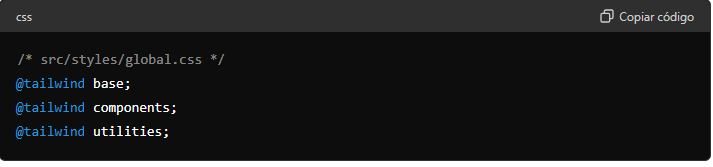 css
Copiar código
/* src/styles/global.css */
@tailwind base;
@tailwind components;
@tailwind utilities;